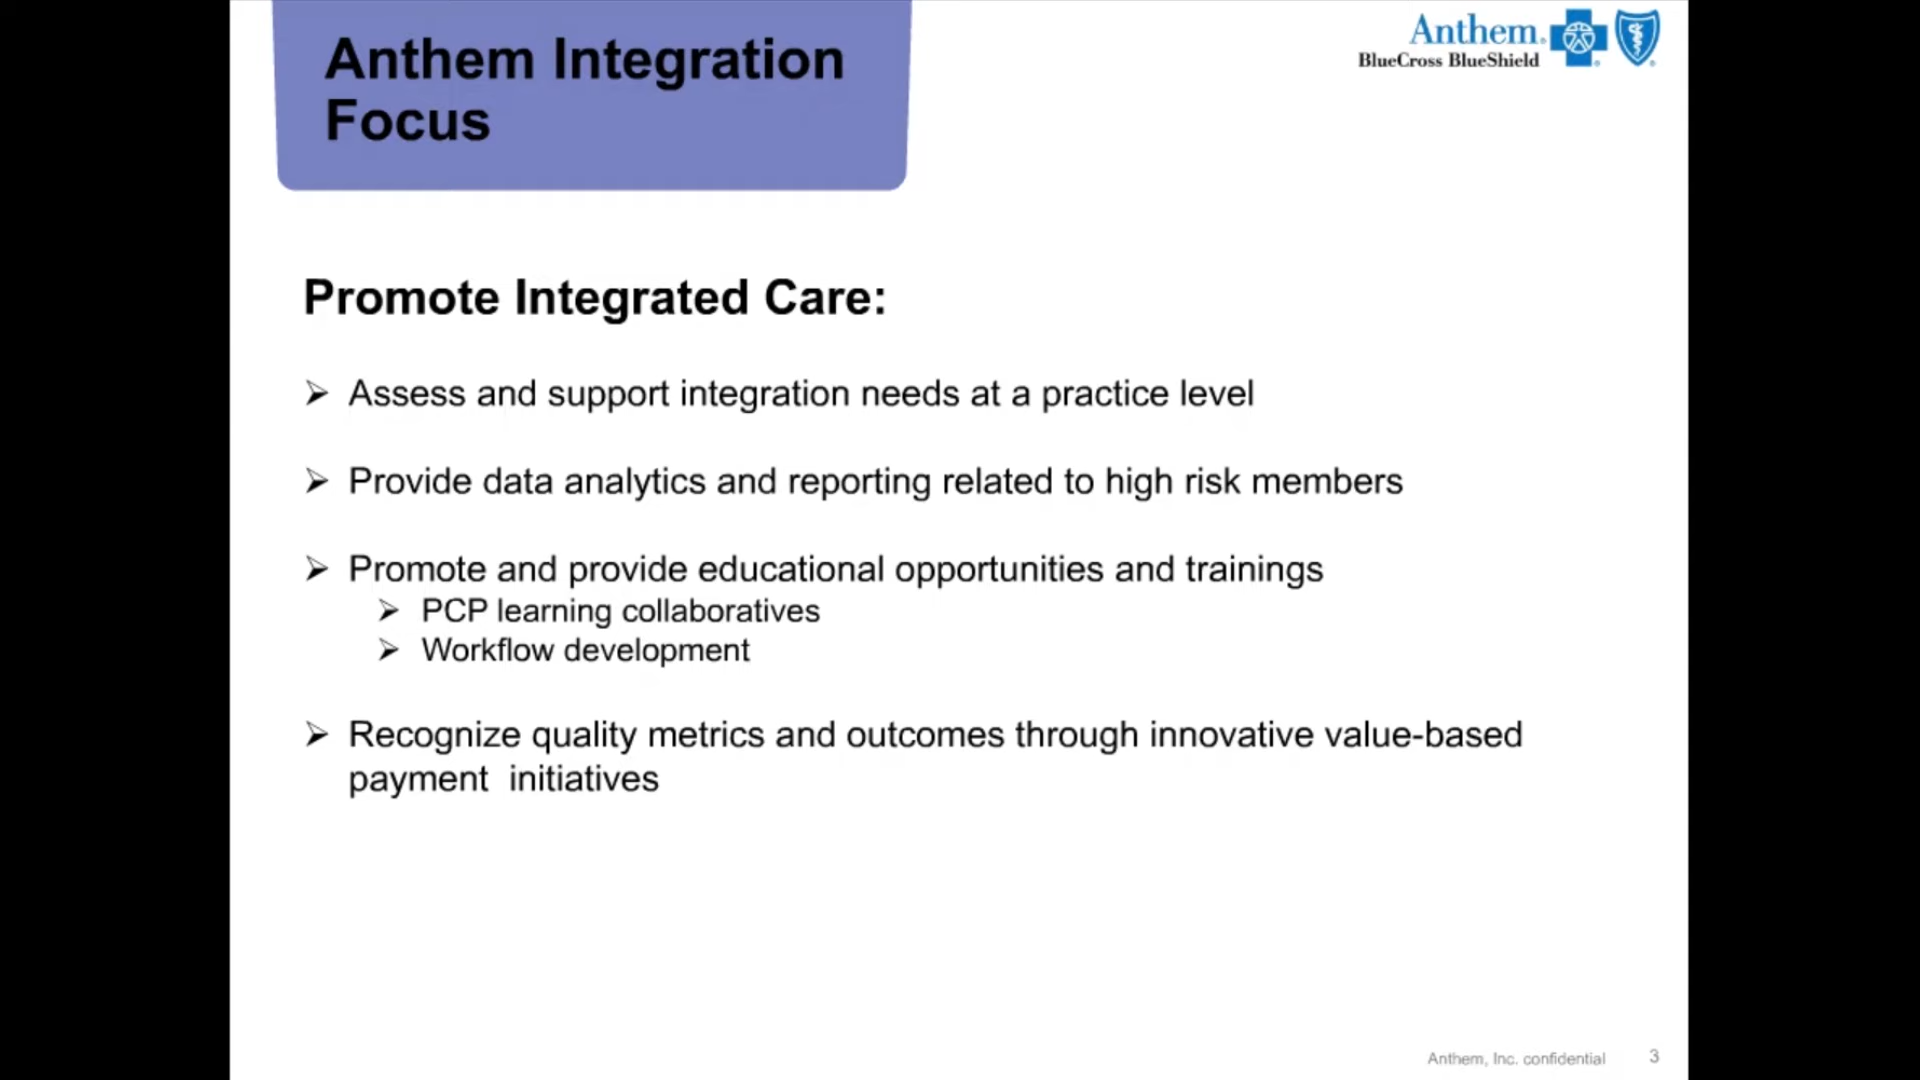 Anthem Integration
Focus
Anthem®
BlueCross BlueShield
Promote Integrated Care:
➢ Assess and support integration needs at a practice level
➢ Provide data analytics and reporting related to high risk members
➢ Promote and provide educational opportunities and trainings
➢ PCP learning collaboratives
➢ Workflow development
➢ Recognize quality metrics and outcomes through innovative value-based
payment  initiatives
Anthem, Inc. confidential
3